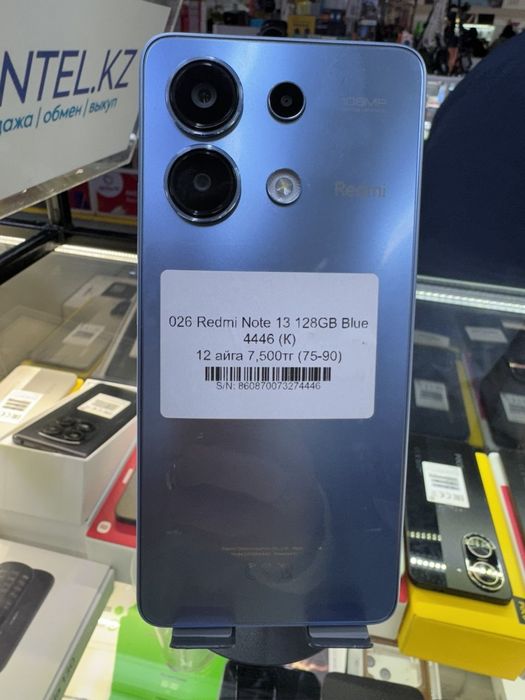 NTEL.KZ
дажа | обмен | выкуп
108MP
Redmi
026 Redmi Note 13 128GB Blue
4446 (K)
12 айға 7,500тг (75-90)
S/N: 860870073274446